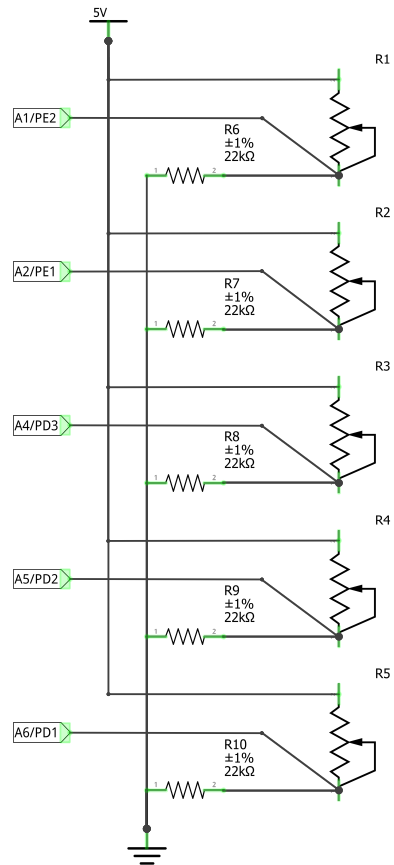 5V
R1
A1/PE2
R6
±1%
22kΩ
1 2
R2
A2/PE1
R7
±1%
22kΩ
1 2
R3
A4/PD3
R8
±1%
22kΩ
1 2
R4
A5/PD2
R9
±1%
22kΩ
1 2
R5
A6/PD1
R10
±1%
22kΩ
1 2